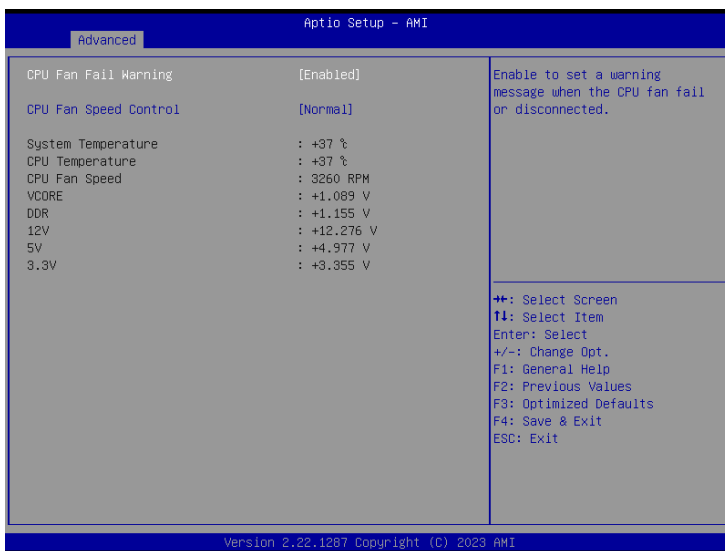 Aptio Setup – AMI
Advanced
CPU Fan Fail Warning [Enabled]
CPU Fan Speed Control [Normal]
System Temperature : +37 ℃
CPU Temperature : +37 ℃
CPU Fan Speed : 3260 RPM
VCORE : +1.089 V
DDR : +1.155 V
12V : +12.276 V
5V : +4.977 V
3.3V : +3.355 V
Enable to set a warning
message when the CPU fan fail
or disconnected.
→←: Select Screen
↑↓: Select Item
Enter: Select
+/-: Change Opt.
F1: General Help
F2: Previous Values
F3: Optimized Defaults
F4: Save & Exit
ESC: Exit
Version 2.22.1287 Copyright (C) 2023 AMI